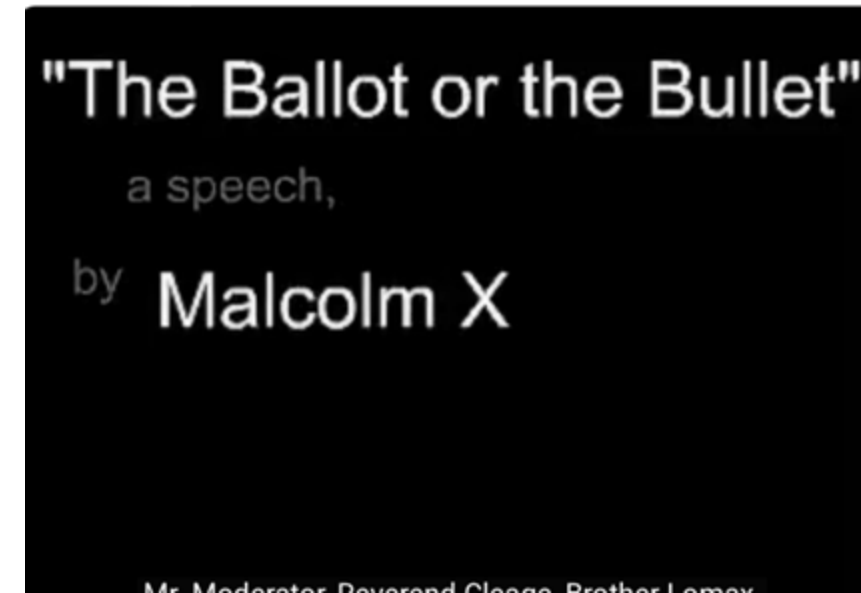 "The Ballot or the Bullet"
a speech,
by Malcolm X
Mr. Moderator, Reverend Cleage, Brother Lomax,